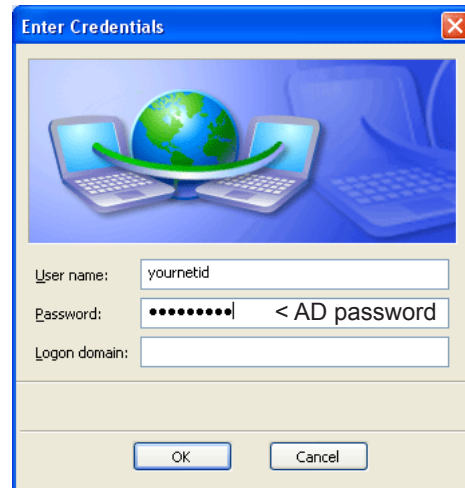 Enter Credentials
User name: yournetid
Password: ●●●●●●●●● < AD password
Logon domain:
OK Cancel